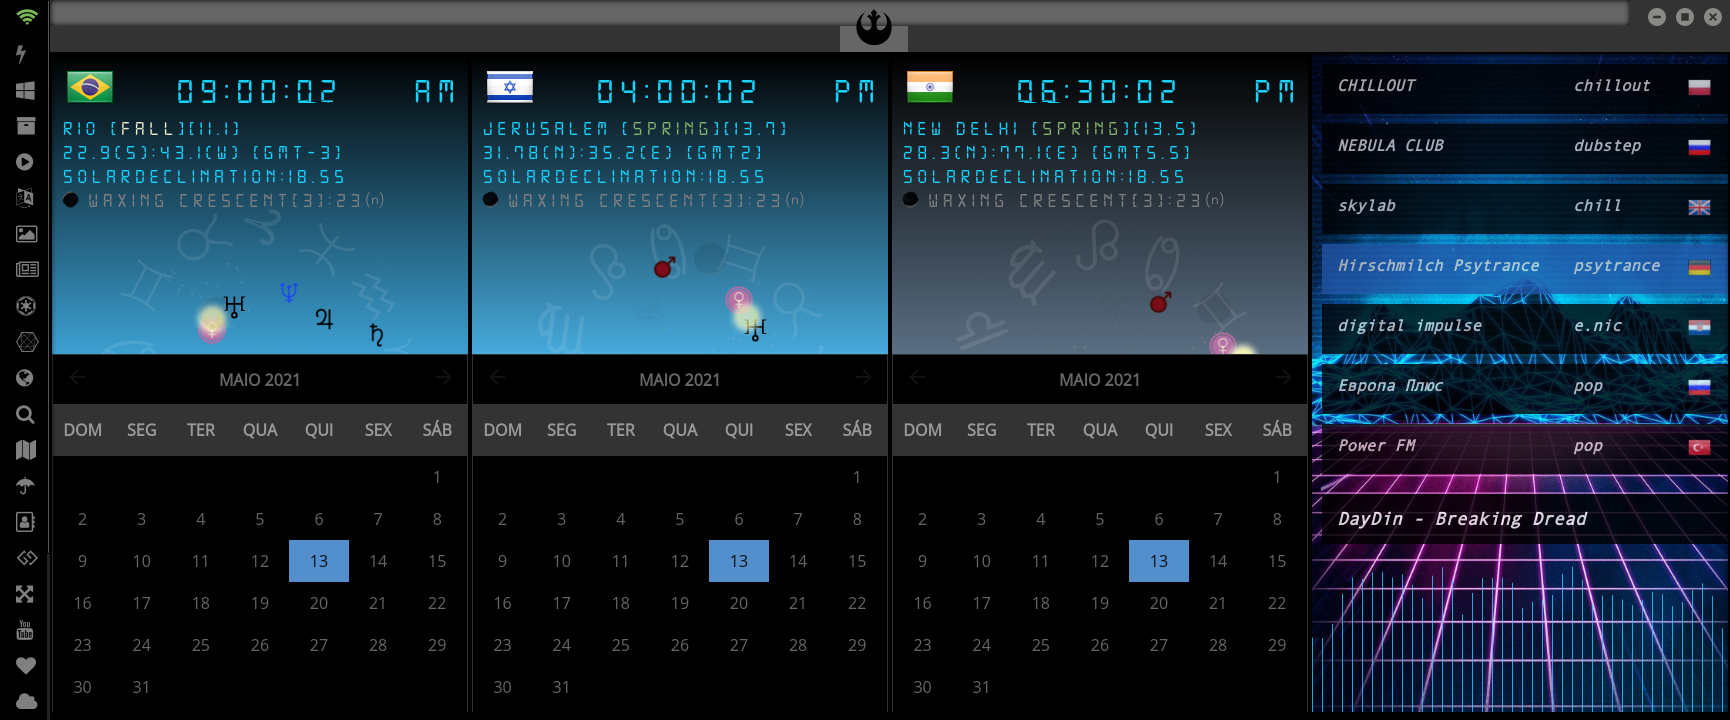 09:00:02 AM
RIO [FALL][11.1]
22.9(S):43.1(W) [GMT-3]
SOLARDECLINATION:18.55
WAXING CRESCENT[3]:23(n)
MAIO 2021
DOM SEG TER QUA QUI SEX SÁB
1
2 3 4 5 6 7 8
9 10 11 12 13 14 15
16 17 18 19 20 21 22
23 24 25 26 27 28 29
30 31
04:00:02 PM
JERUSALEM [SPRING][13.7]
31.78(N):35.2(E) [GMT2]
SOLARDECLINATION:18.55
WAXING CRESCENT[3]:23(n)
MAIO 2021
DOM SEG TER QUA QUI SEX SÁB
1
2 3 4 5 6 7 8
9 10 11 12 13 14 15
16 17 18 19 20 21 22
23 24 25 26 27 28 29
30 31
06:30:02 PM
NEW DELHI [SPRING][13.5]
28.3(N):77.1(E) [GMT5.5]
SOLARDECLINATION:18.55
WAXING CRESCENT[3]:23(n)
MAIO 2021
DOM SEG TER QUA QUI SEX SÁB
1
2 3 4 5 6 7 8
9 10 11 12 13 14 15
16 17 18 19 20 21 22
23 24 25 26 27 28 29
30 31
CHILLOUT chillout
NEBULA CLUB dubstep
skylab chill
Hirschmilch Psytrance psytrance
digital impulse e.nic
Европа Плюс pop
Power FM pop
DayDin - Breaking Dread
You
Tube